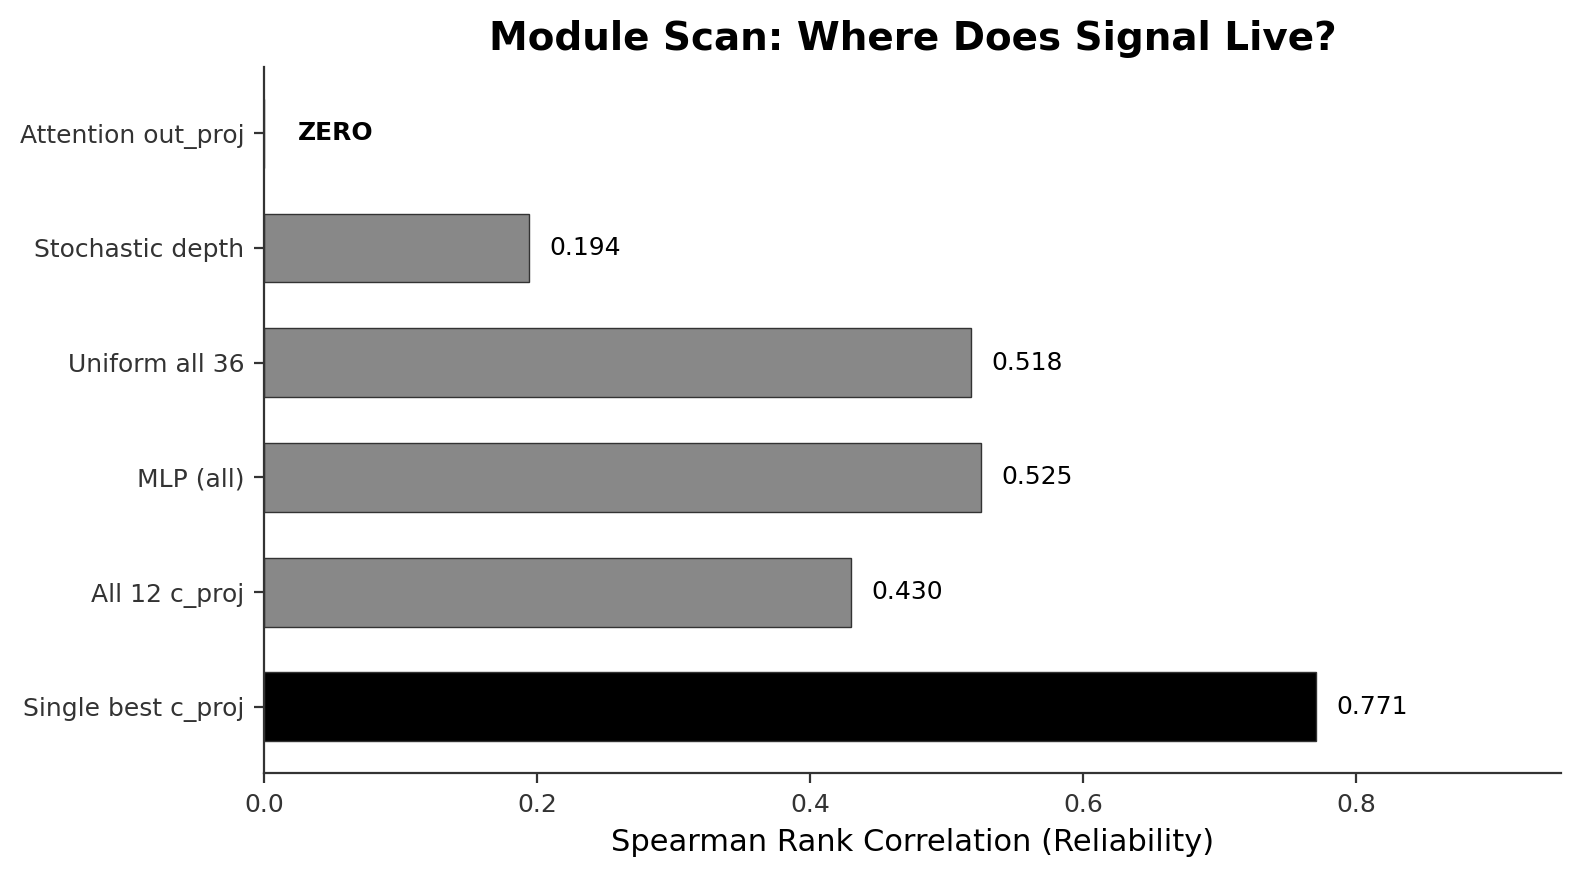 Module Scan: Where Does Signal Live?
Attention out_proj ZERO
Stochastic depth 0.194
Uniform all 36 0.518
MLP (all) 0.525
All 12 c_proj 0.430
Single best c_proj 0.771
0.0 0.2 0.4 0.6 0.8
Spearman Rank Correlation (Reliability)